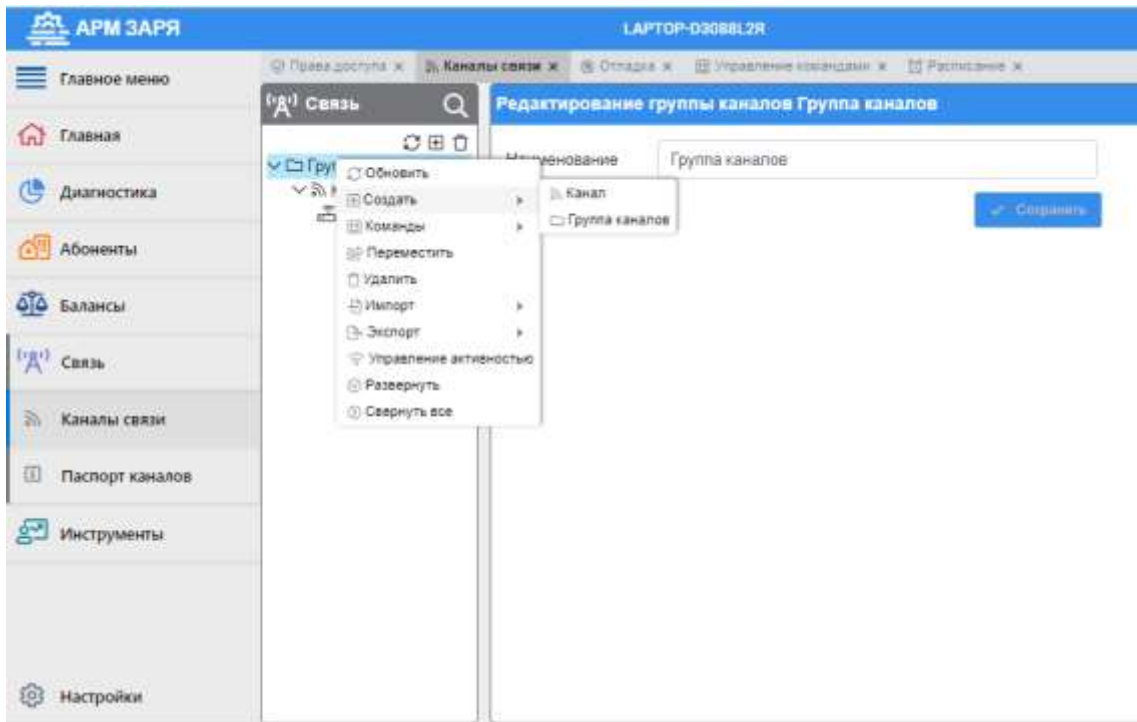 АРМ ЗАРЯ
LAPTOP-D3088L2R
Главное меню
Главная
Диагностика
Абоненты
Балансы
Связь
Каналы связи
Паспорт каналов
Инструменты
Настройки
Права доступа × Каналы связи × Отладка × Управление командами × Расписание ×
Связь
Груп
Обновить
Создать
Команды
Переместить
Удалить
Импорт
Экспорт
Управление активностью
Развернуть
Свернуть все
Канал
Группа каналов
Редактирование группы каналов Группа каналов
Наименование
Группа каналов
Сохранить